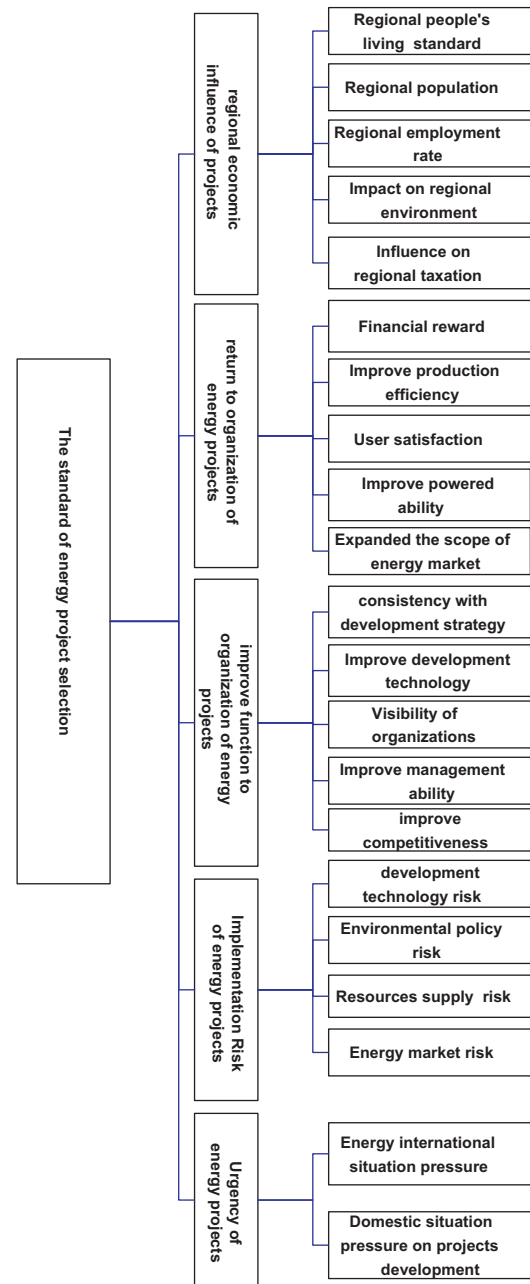 The standard of energy project selection
regional economic
influence of projects
Regional people's
living standard
Regional population
Regional employment
rate
Impact on regional
environment
Influence on
regional taxation
return to organization of
energy projects
Financial reward
Improve production
efficiency
User satisfaction
Improve powered
ability
Expanded the scope of
energy market
improve function to
organization of energy
projects
consistency with
development strategy
Improve development
technology
Visibility of
organizations
Improve management
ability
improve
competitiveness
Implementation Risk
of energy projects
development
technology risk
Environmental policy
risk
Resources supply risk
Energy market risk
Urgency of
energy projects
Energy international
situation pressure
Domestic situation
pressure on projects
development